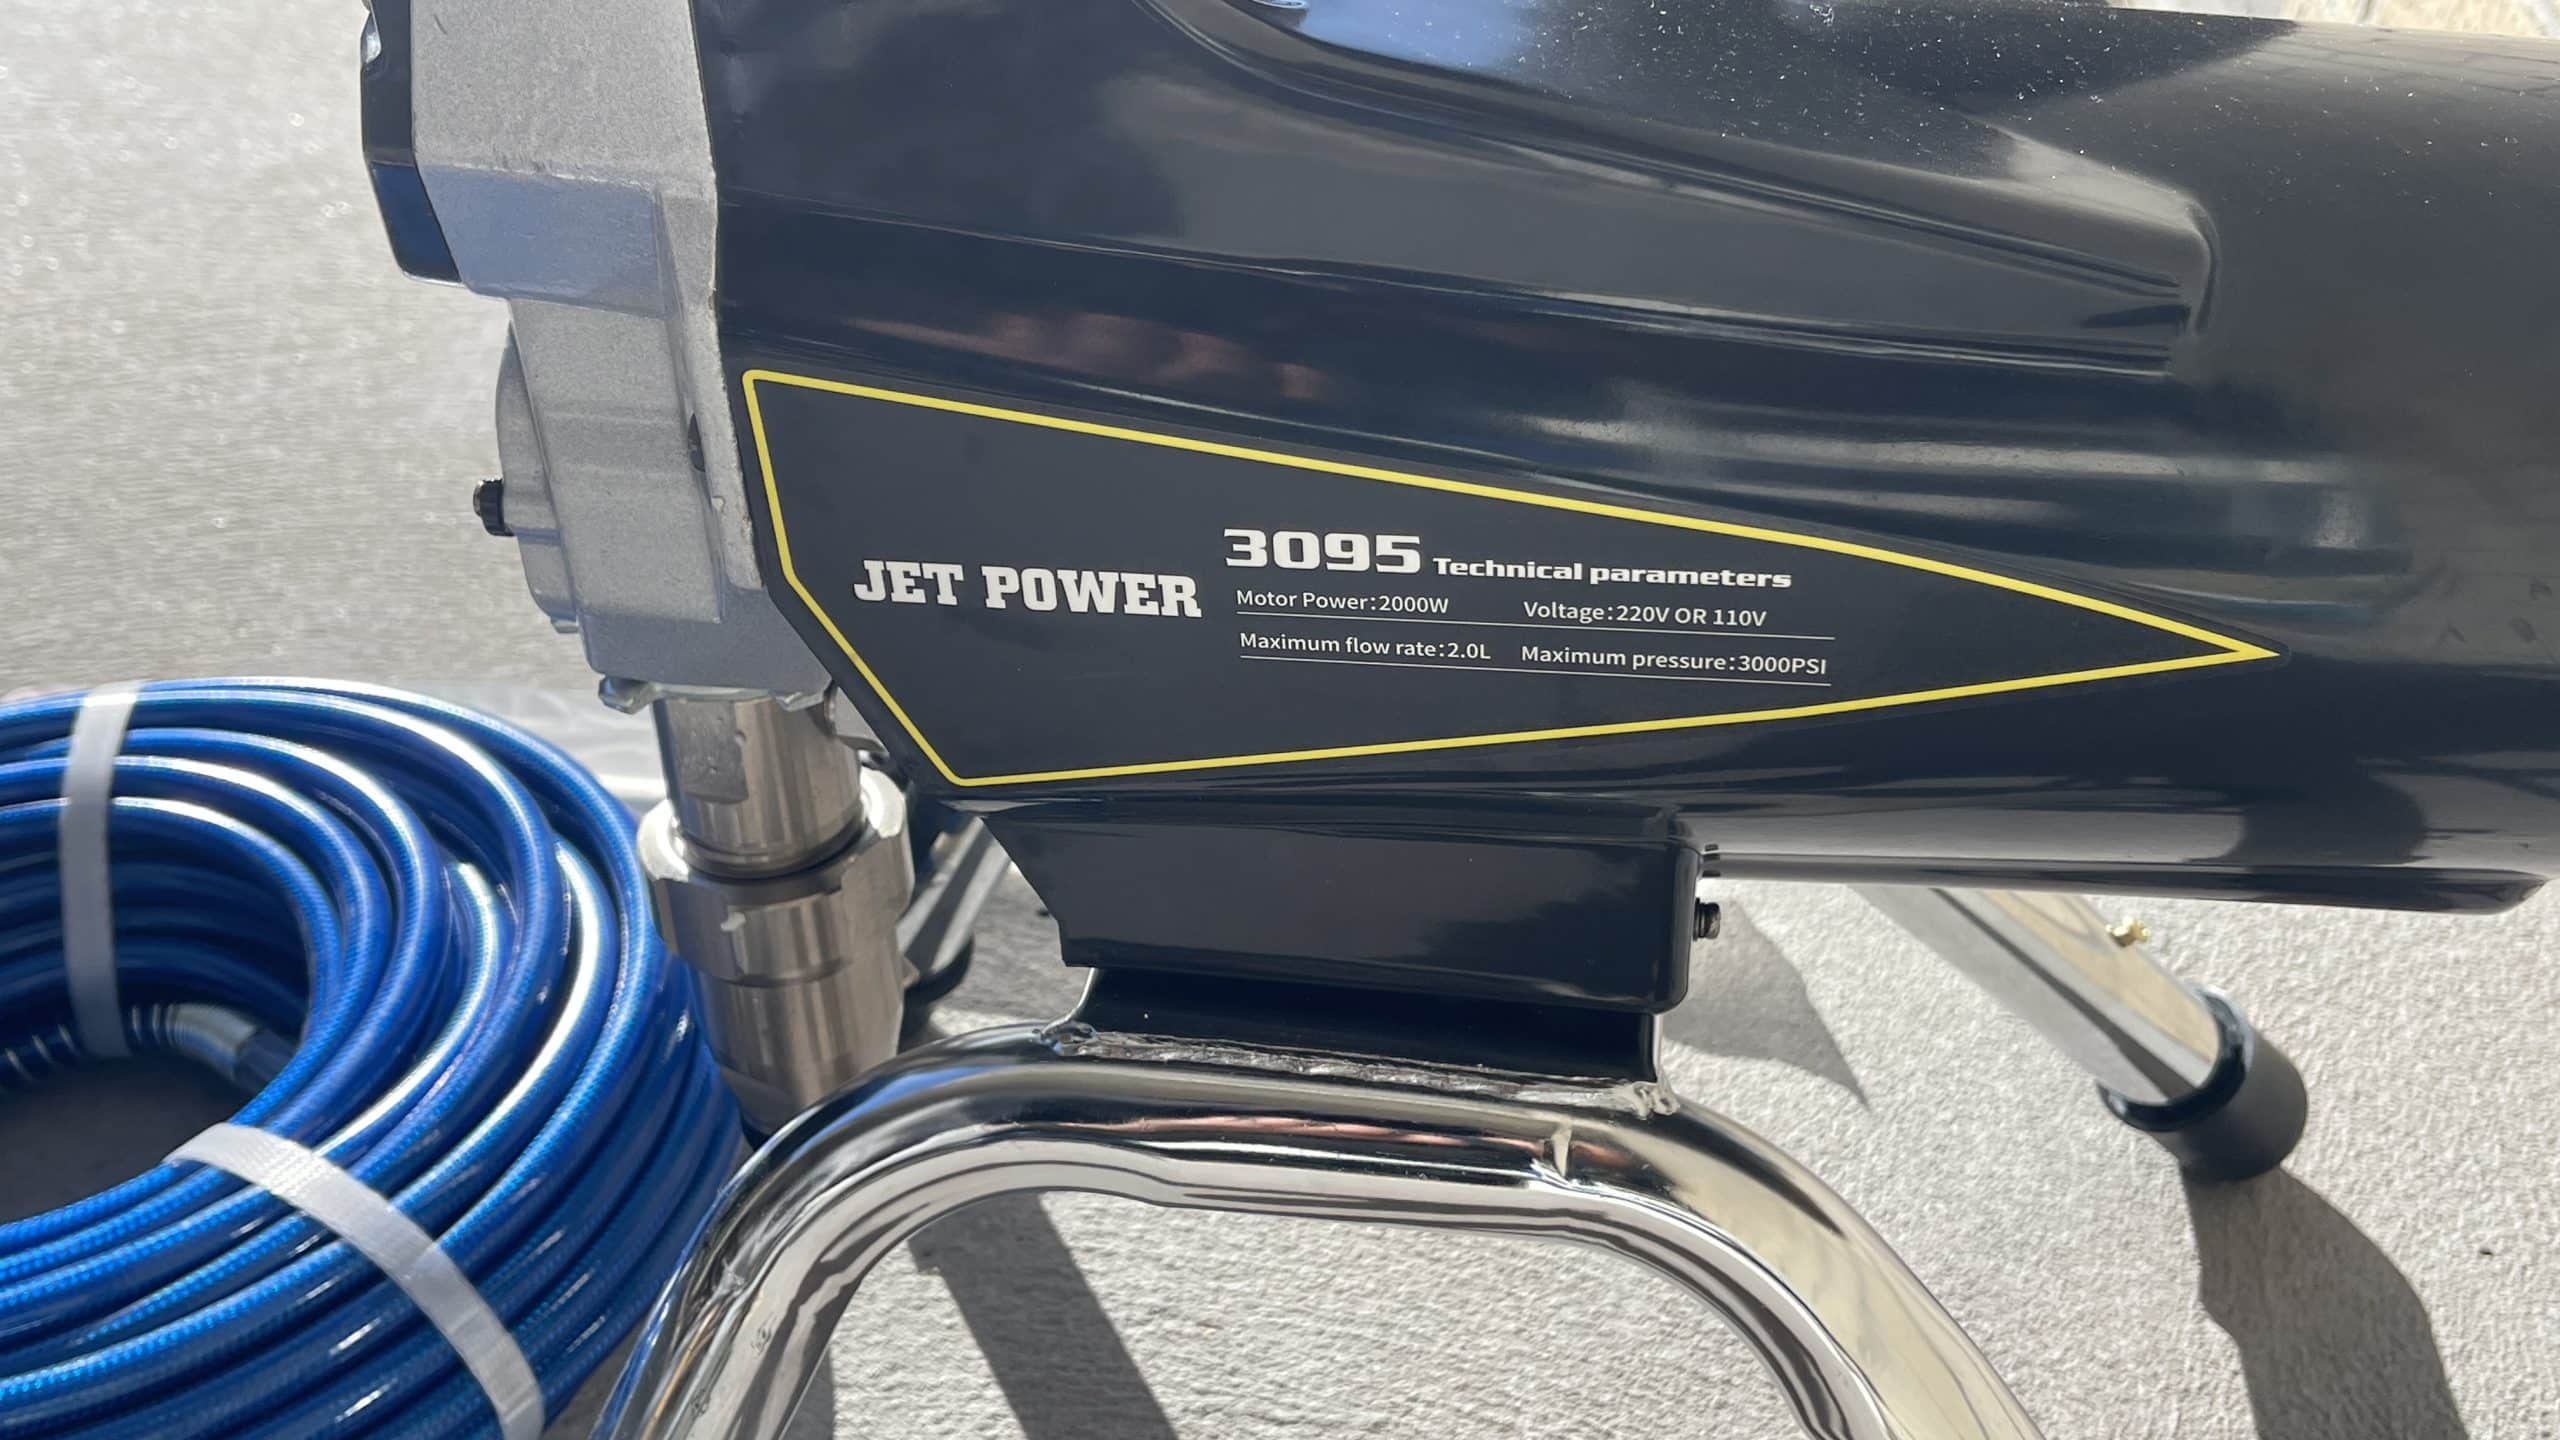 JET POWER
3095 Technical parameters
Motor Power:2000W Voltage:220V OR 110V
Maximum flow rate:2.0L Maximum pressure:3000PSI